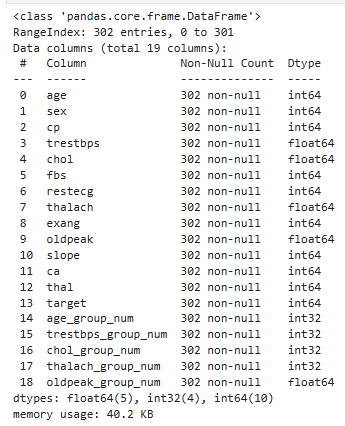 <class 'pandas.core.frame.DataFrame'>
RangeIndex: 302 entries, 0 to 301
Data columns (total 19 columns):
 #   Column              Non-Null Count  Dtype
---  ------              --------------  -----
 0   age                 302 non-null    int64
 1   sex                 302 non-null    int64
 2   cp                  302 non-null    int64
 3   trestbps            302 non-null    float64
 4   chol                302 non-null    float64
 5   fbs                 302 non-null    int64
 6   restecg             302 non-null    int64
 7   thalach             302 non-null    float64
 8   exang               302 non-null    int64
 9   oldpeak             302 non-null    float64
 10  slope               302 non-null    int64
 11  ca                  302 non-null    int64
 12  thal                302 non-null    int64
 13  target              302 non-null    int64
 14  age_group_num       302 non-null    int32
 15  trestbps_group_num  302 non-null    int32
 16  chol_group_num      302 non-null    int32
 17  thalach_group_num   302 non-null    int32
 18  oldpeak_group_num   302 non-null    float64
dtypes: float64(5), int32(4), int64(10)
memory usage: 40.2 KB